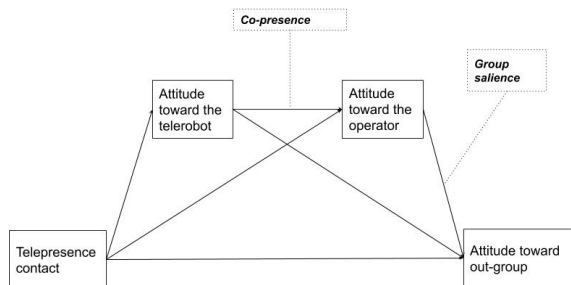 Co-presence
Group
salience
Attitude
toward the
telerobot
Attitude
toward the
operator
Telepresence
contact
Attitude toward
out-group